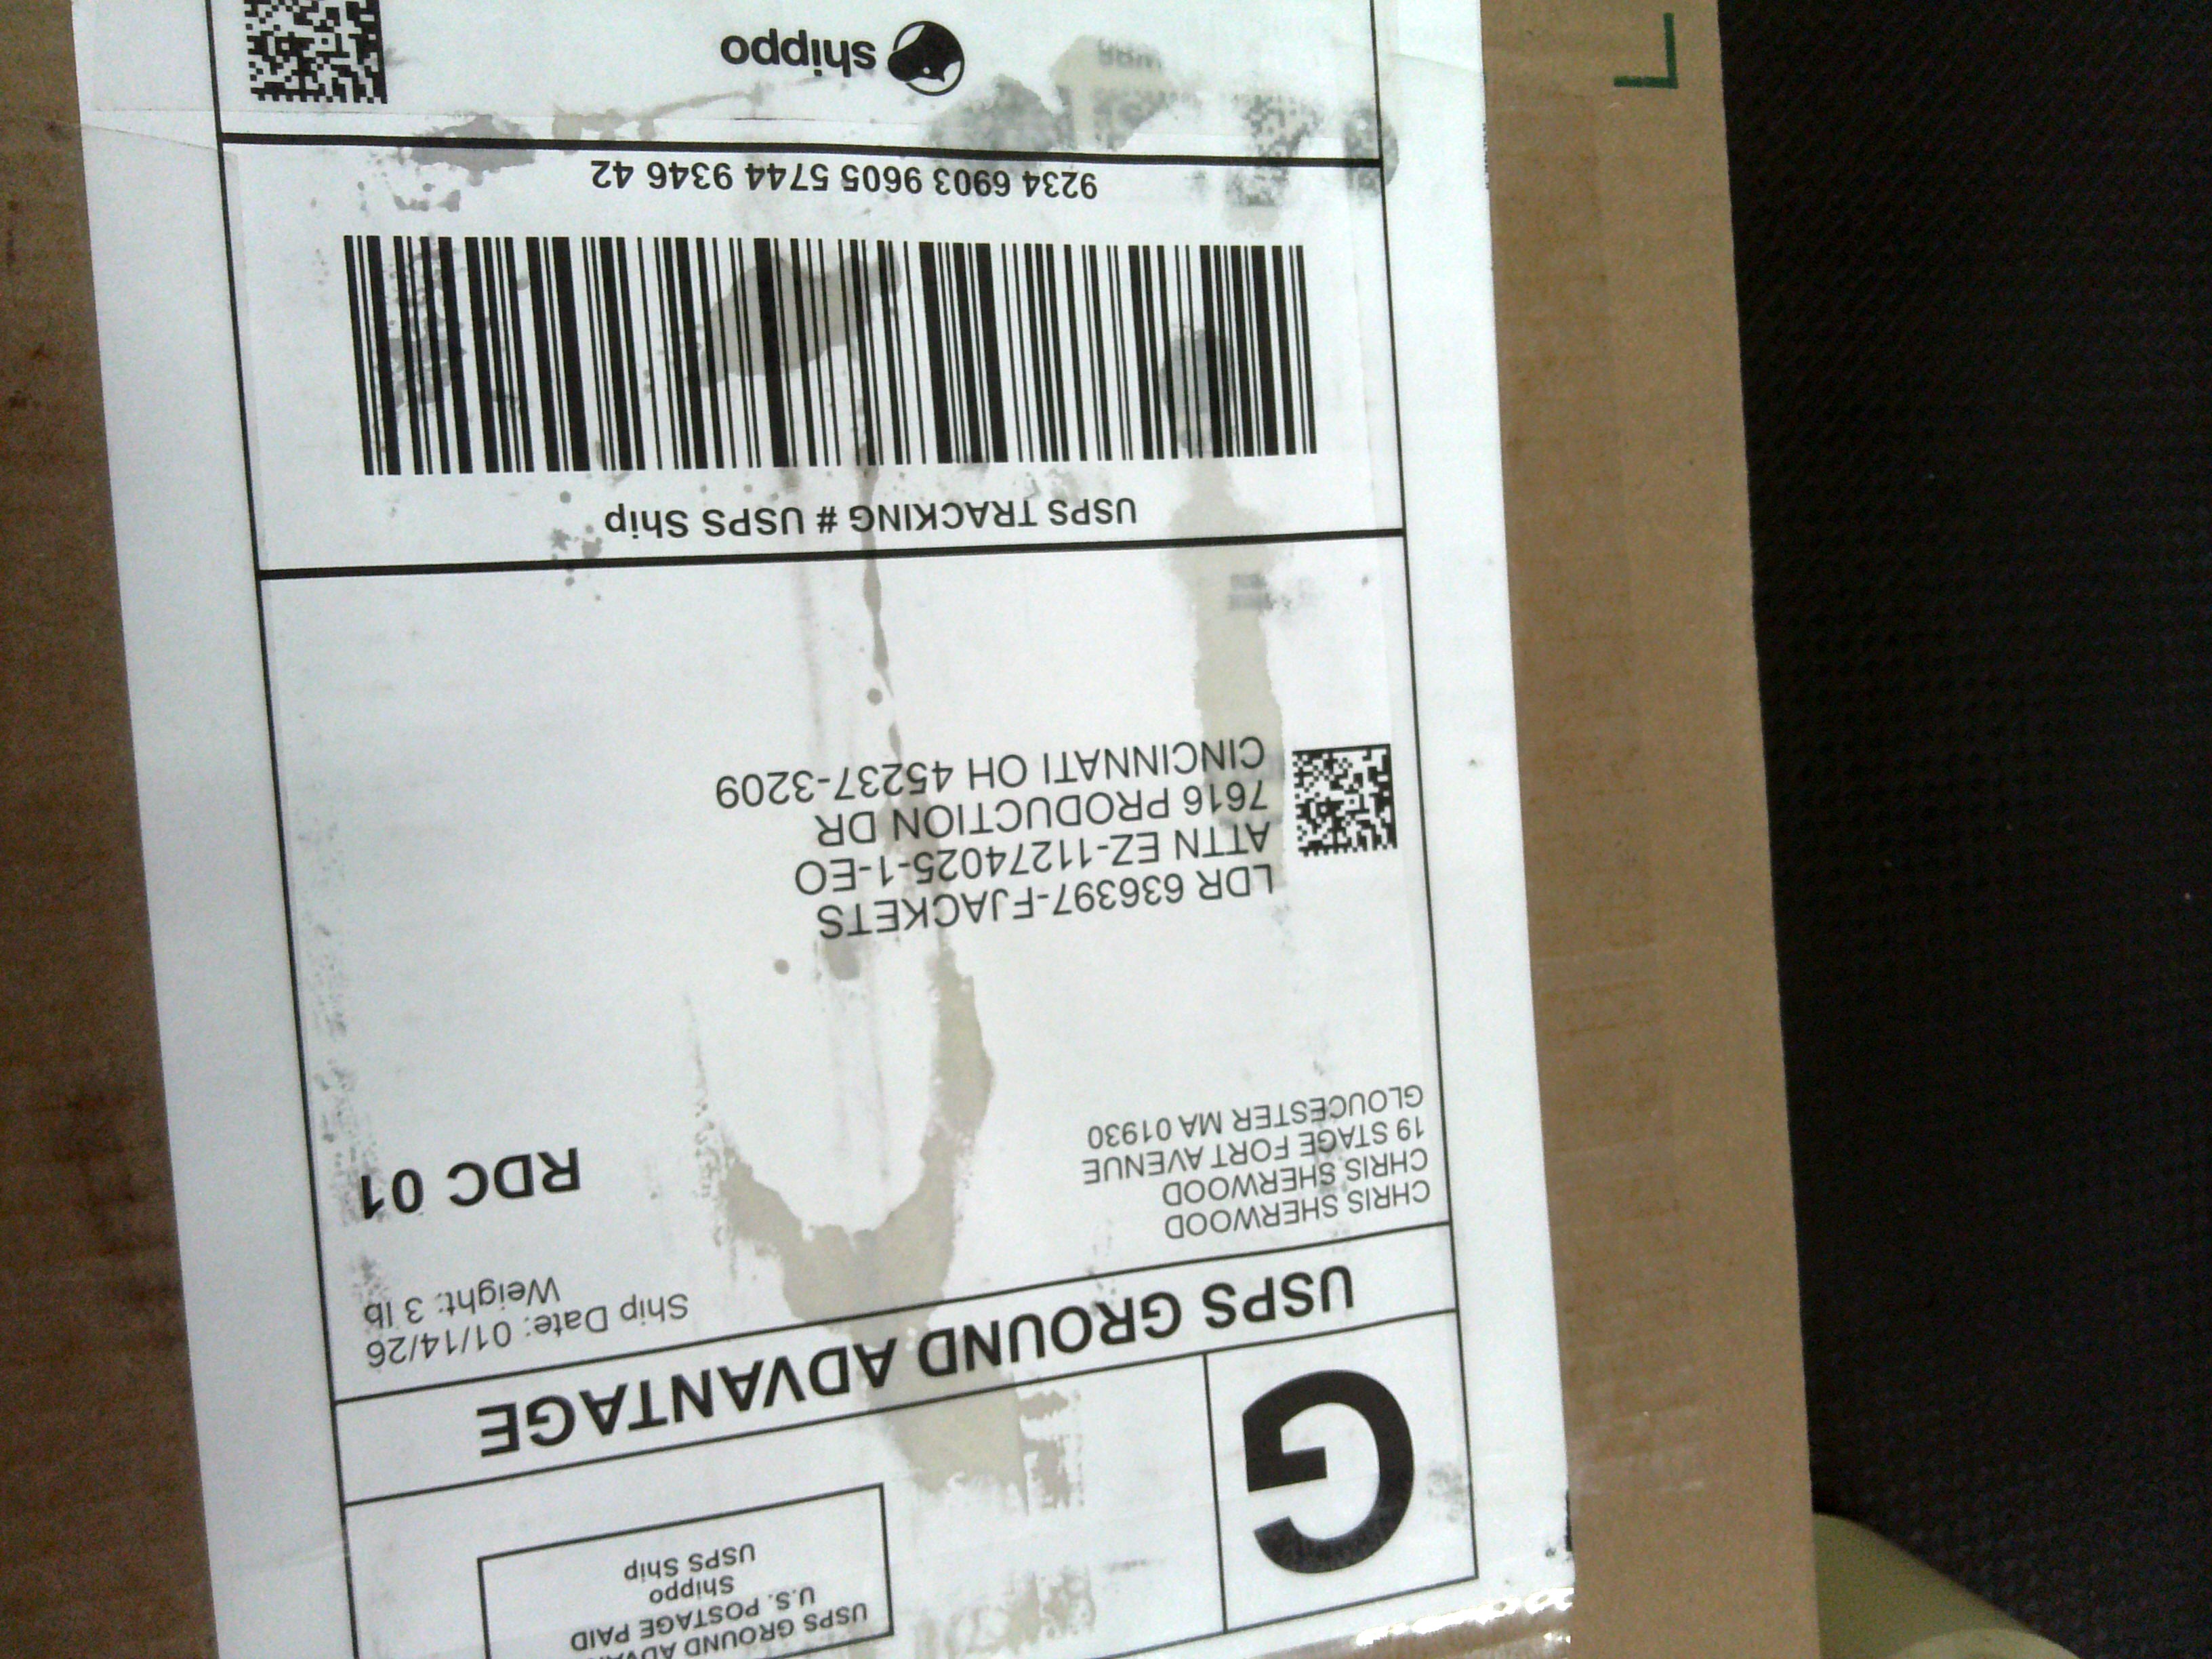 G
USPS GROUND
U.S. POSTAGE PAID
Shippo
USPS Ship
USPS GROUND ADVANTAGE
CHRIS SHERWOOD
CHRIS SHERWOOD
19 STAGE FORT AVENUE
GLOUCESTER MA 01930
Ship Date: 01/14/26
Weight: 3 lb
RDC 01
LDR 636397-FJACKETS
ATTN EZ-11274025-1-EO
7616 PRODUCTION DR
CINCINNATI OH 45237-3209
USPS TRACKING # USPS Ship
9234 6903 9605 5744 9346 42
shippo